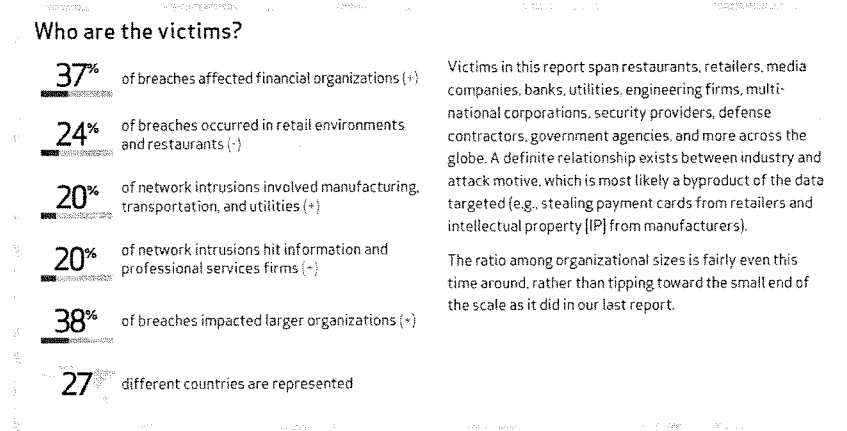 Who are the victims?
37%
of breaches affected financial organizations (+)
24%
of breaches occurred in retail environments
and restaurants (-)
20%
of network intrusions involved manufacturing,
transportation, and utilities (+)
20%
of network intrusions hit information and
professional services firms (+)
38%
of breaches impacted larger organizations (+)
27
different countries are represented
Victims in this report span restaurants, retailers, media
companies, banks, utilities, engineering firms, multi-
national corporations, security providers, defense
contractors, government agencies, and more across the
globe. A definite relationship exists between industry and
attack motive, which is most likely a byproduct of the data
targeted (e.g., stealing payment cards from retailers and
intellectual property [IP] from manufacturers).
The ratio among organizational sizes is fairly even this
time around, rather than tipping toward the small end of
the scale as it did in our last report.